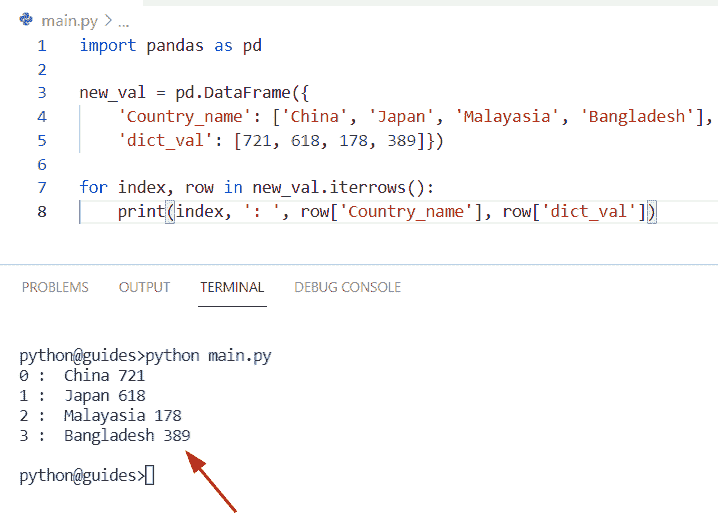 main.py > ...
1 import pandas as pd
2
3 new_val = pd.DataFrame({
4     'Country_name': ['China', 'Japan', 'Malayasia', 'Bangladesh'],
5     'dict_val': [721, 618, 178, 389]})
6
7 for index, row in new_val.iterrows():
8     print(index, ': ', row['Country_name'], row['dict_val'])
PROBLEMS OUTPUT TERMINAL DEBUG CONSOLE
python@guides>python main.py
0 :  China 721
1 :  Japan 618
2 :  Malayasia 178
3 :  Bangladesh 389
python@guides>